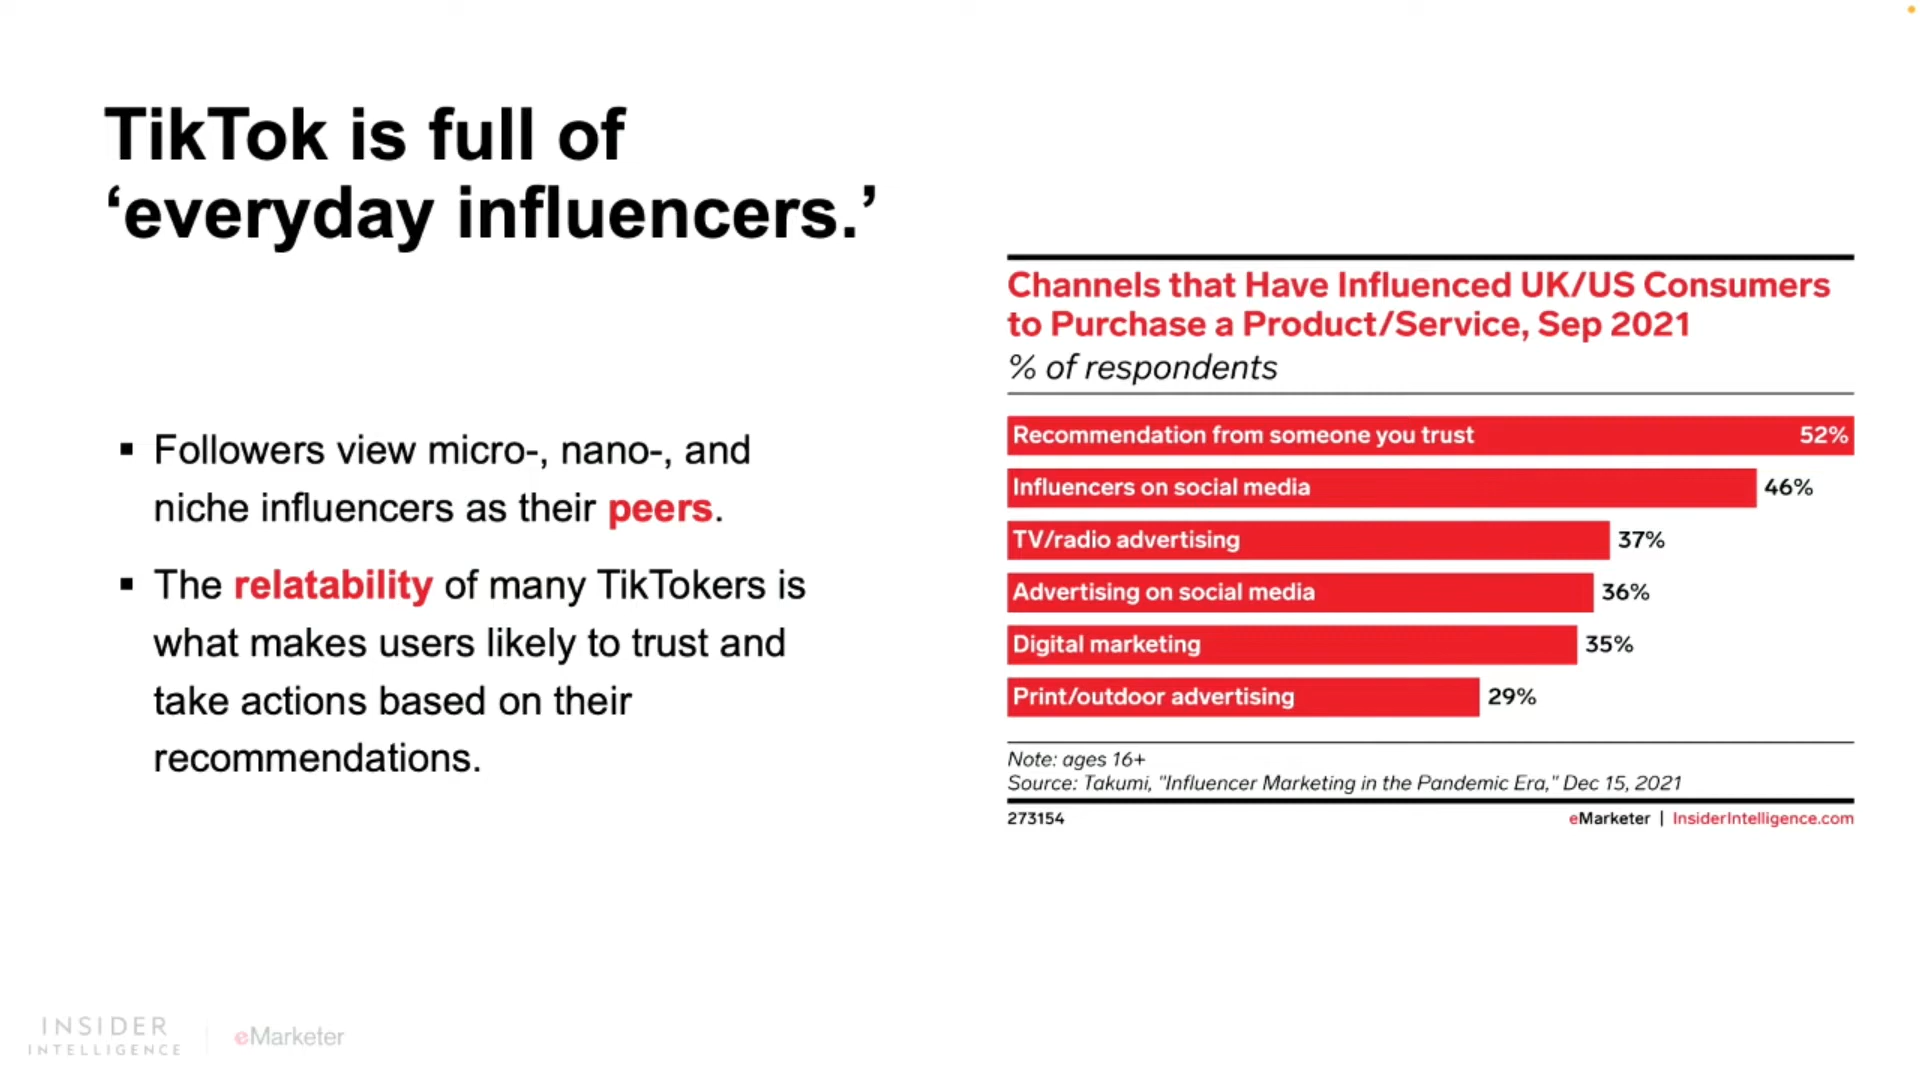 TikTok is full of
‘everyday influencers.’
▪ Followers view micro-, nano-, and
niche influencers as their peers.
▪ The relatability of many TikTokers is
what makes users likely to trust and
take actions based on their
recommendations.
Channels that Have Influenced UK/US Consumers
to Purchase a Product/Service, Sep 2021
% of respondents
Recommendation from someone you trust 52%
Influencers on social media 46%
TV/radio advertising 37%
Advertising on social media 36%
Digital marketing 35%
Print/outdoor advertising 29%
Note: ages 16+
Source: Takumi, "Influencer Marketing in the Pandemic Era," Dec 15, 2021
273154 eMarketer | InsiderIntelligence.com
INSIDER
INTELLIGENCE
eMarketer